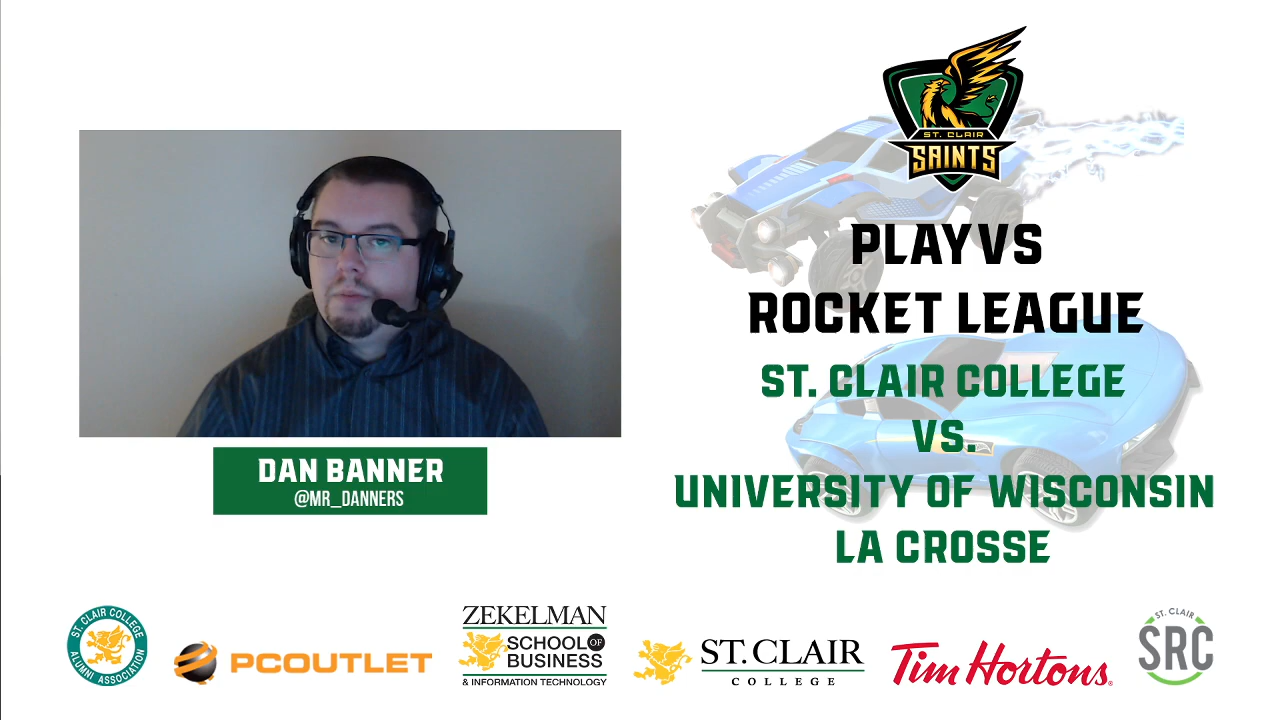 ST. CLAIR
SAINTS
PLAYVS
ROCKET LEAGUE
ST. CLAIR COLLEGE
VS.
UNIVERSITY OF WISCONSIN
LA CROSSE
DAN BANNER
@MR_DANNERS
ST. CLAIR COLLEGE
ALUMNI ASSOCIATION
PCOUTLET
ZEKELMAN
SCHOOL OF
BUSINESS
& INFORMATION TECHNOLOGY
ST. CLAIR
COLLEGE
Tim Hortons®
ST. CLAIR
SRC